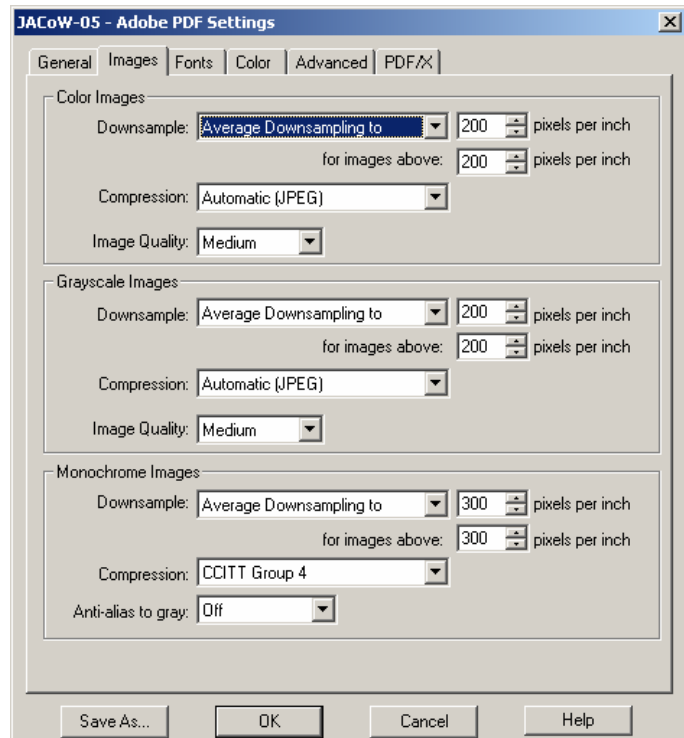 JACoW-05 - Adobe PDF Settings
General Images Fonts Color Advanced PDF/X
Color Images
Downsample: Average Downsampling to 200 pixels per inch
for images above: 200 pixels per inch
Compression: Automatic (JPEG)
Image Quality: Medium
Grayscale Images
Downsample: Average Downsampling to 200 pixels per inch
for images above: 200 pixels per inch
Compression: Automatic (JPEG)
Image Quality: Medium
Monochrome Images
Downsample: Average Downsampling to 300 pixels per inch
for images above: 300 pixels per inch
Compression: CCITT Group 4
Anti-alias to gray: Off
Save As... OK Cancel Help